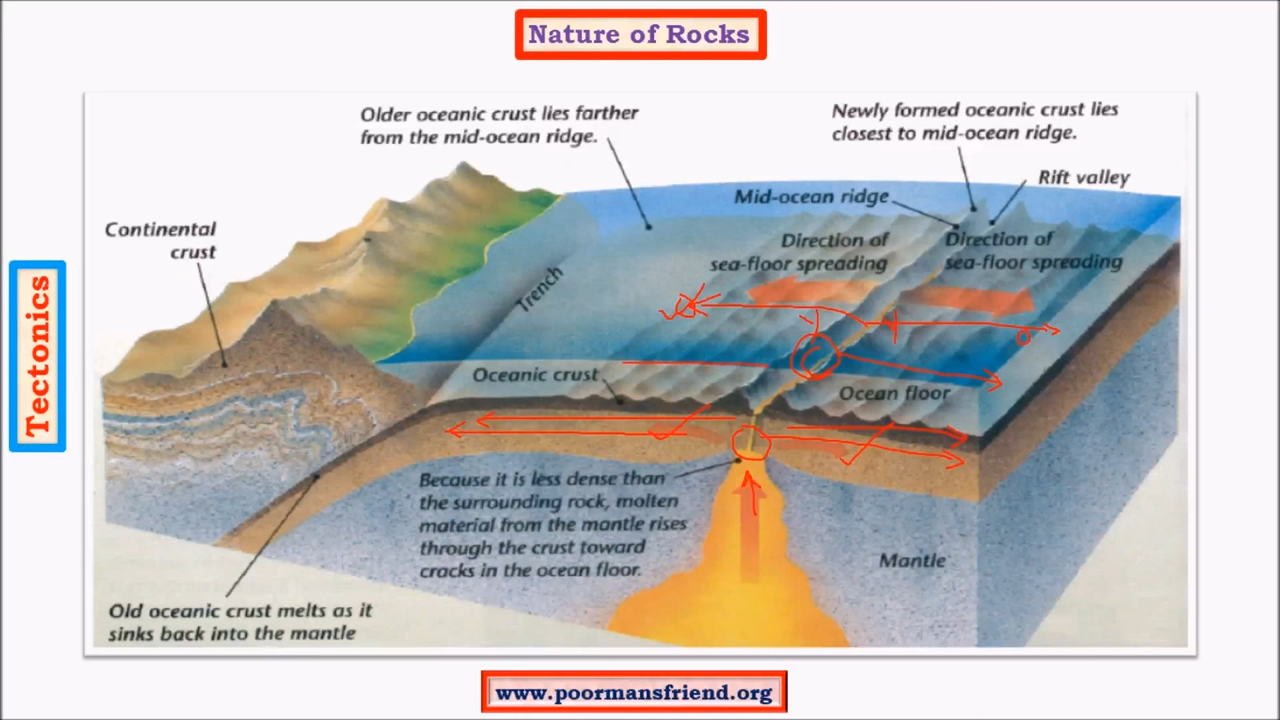 Nature of Rocks
Older oceanic crust lies farther
from the mid-ocean ridge.
Newly formed oceanic crust lies
closest to mid-ocean ridge.
Rift valley
Mid-ocean ridge
Continental
crust
Direction of
sea-floor spreading
Direction of
sea-floor spreading
Trench
Tectonics
Oceanic crust
Ocean floor
Because it is less dense than
the surrounding rock, molten
material from the mantle rises
through the crust toward
cracks in the ocean floor.
Mantle
Old oceanic crust melts as it
sinks back into the mantle
www.poormansfriend.org